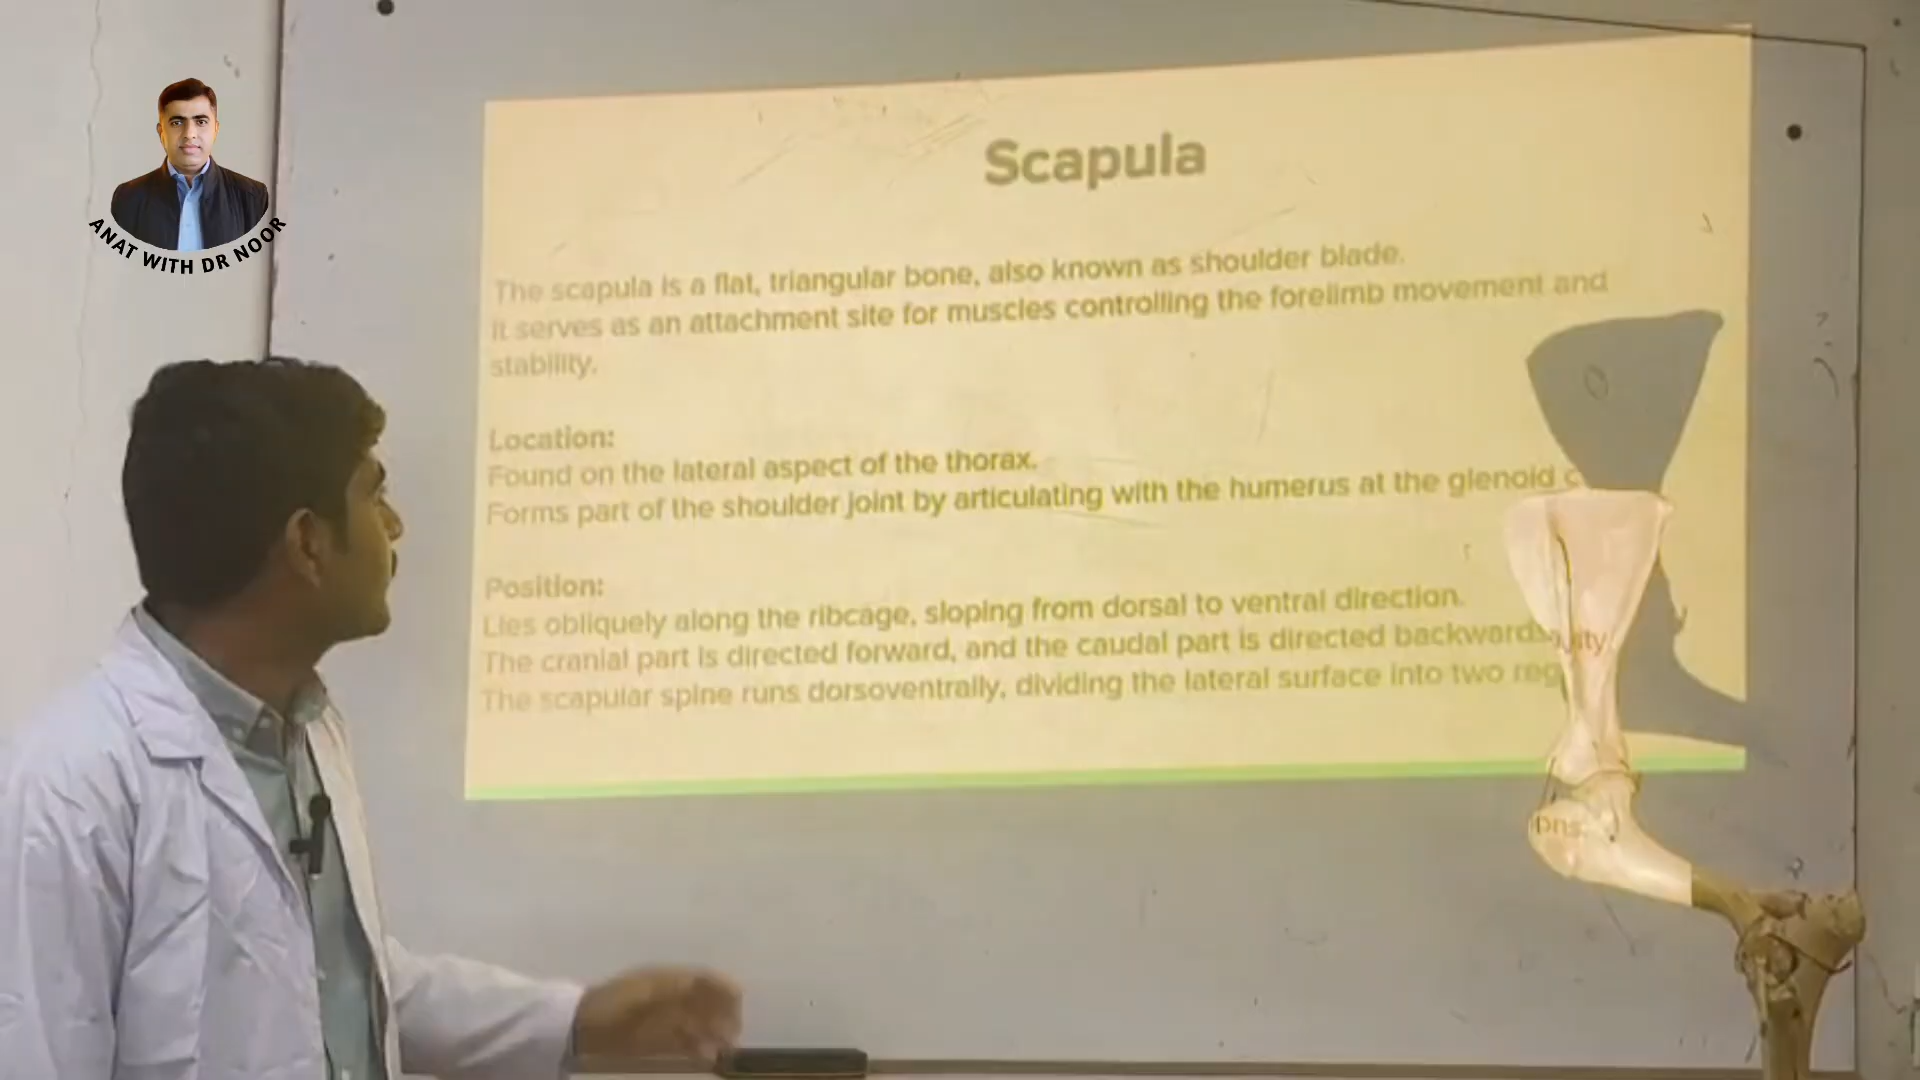 ANAT WITH DR NOOR
Scapula
The scapula is a flat, triangular bone, also known as shoulder blade.
It serves as an attachment site for muscles controlling the forelimb movement and
stability.
Location:
Found on the lateral aspect of the thorax.
Forms part of the shoulder joint by articulating with the humerus at the glenoid
Position:
Lies obliquely along the ribcage, sloping from dorsal to ventral direction.
The cranial part is directed forward, and the caudal part is directed backwards
The scapular spine runs dorsoventrally, dividing the lateral surface into two